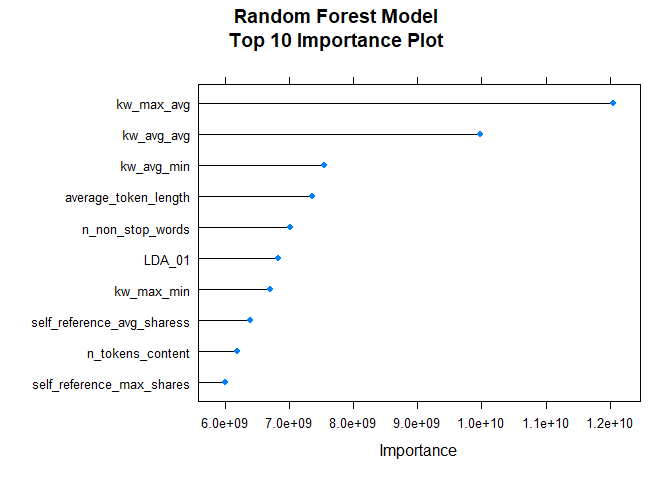 Random Forest Model
Top 10 Importance Plot
kw_max_avg
kw_avg_avg
kw_avg_min
average_token_length
n_non_stop_words
LDA_01
kw_max_min
self_reference_avg_sharess
n_tokens_content
self_reference_max_shares
6.0e+09 7.0e+09 8.0e+09 9.0e+09 1.0e+10 1.1e+10 1.2e+10
Importance